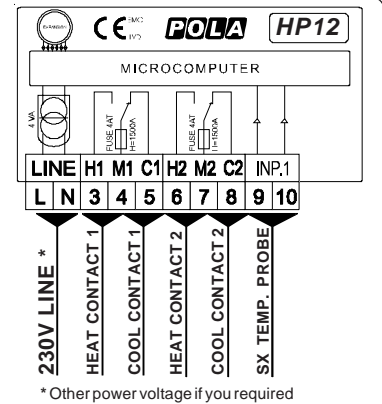 EXPANSION
CE EMC LVD POLA HP12
MICROCOMPUTER
4 VA
FUSE 4AT
H=1500A
FUSE 4AT
H=1500A
LINE H1 M1 C1 H2 M2 C2 INP.1
L N 3 4 5 6 7 8 9 10
230V LINE *
HEAT CONTACT 1
COOL CONTACT 1
HEAT CONTACT 2
COOL CONTACT 2
SX TEMP. PROBE
* Other power voltage if you required